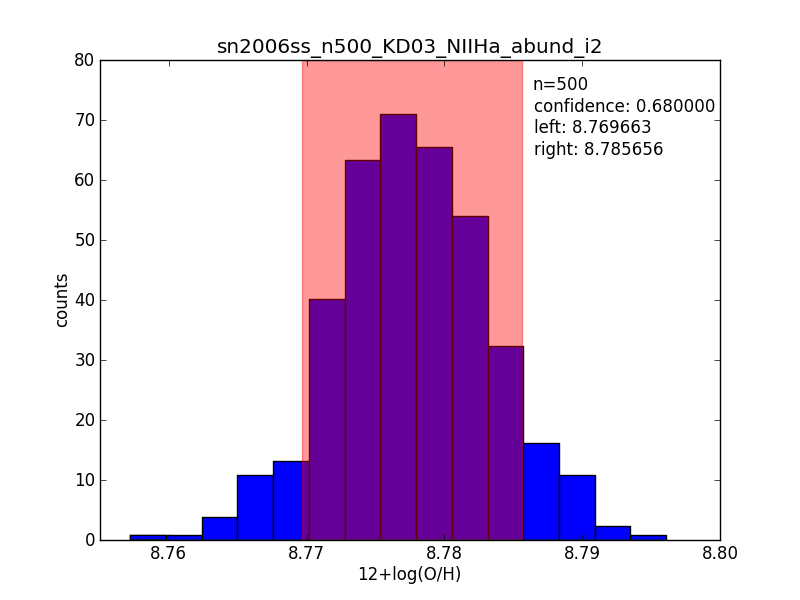 sn2006ss_n500_KD03_NIIHa_abund_i2
80
70
60
50
40
30
20
10
0
counts
n=500
confidence: 0.680000
left: 8.769663
right: 8.785656
8.76 8.77 8.78 8.79 8.80
12+log(O/H)